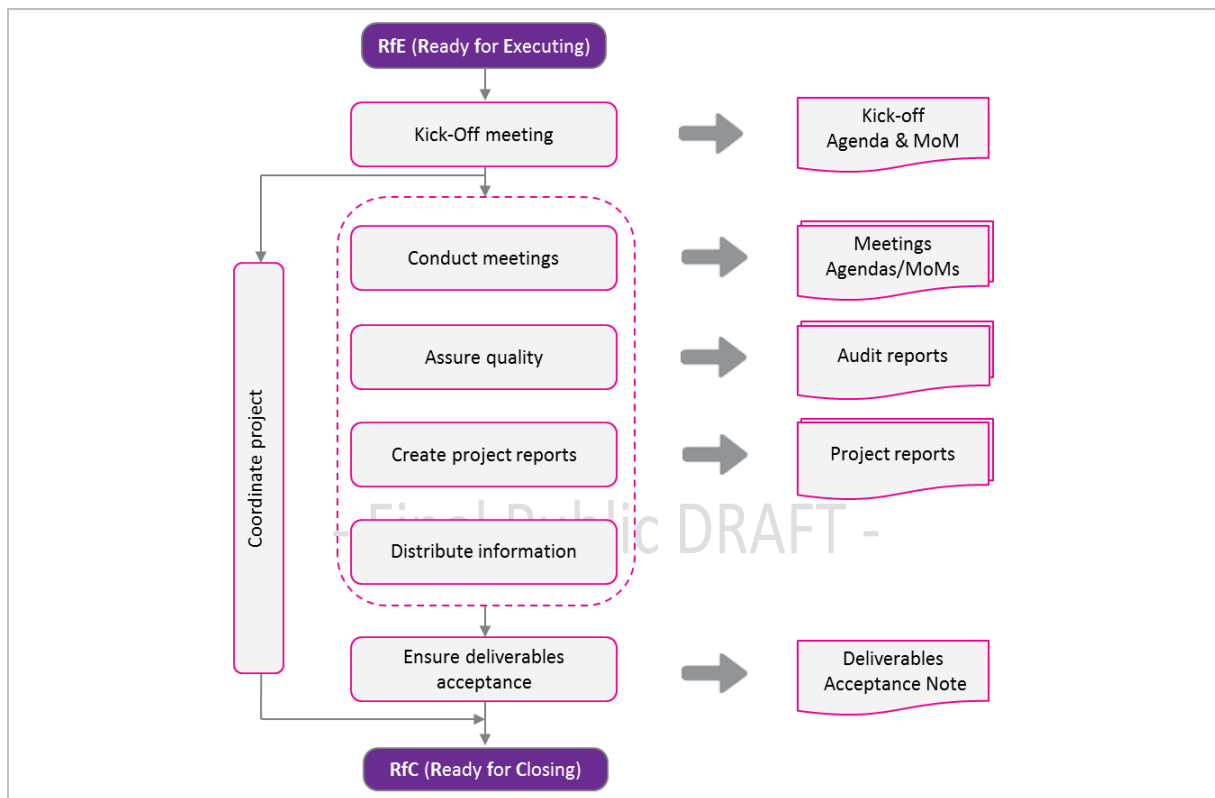 RfE (Ready for Executing)
Kick-Off meeting
Kick-off
Agenda & MoM
Conduct meetings
Meetings
Agendas/MoMs
Assure quality
Audit reports
Coordinate project
Create project reports
Project reports
- Final Public DRAFT -
Distribute information
Ensure deliverables
acceptance
Deliverables
Acceptance Note
RfC (Ready for Closing)